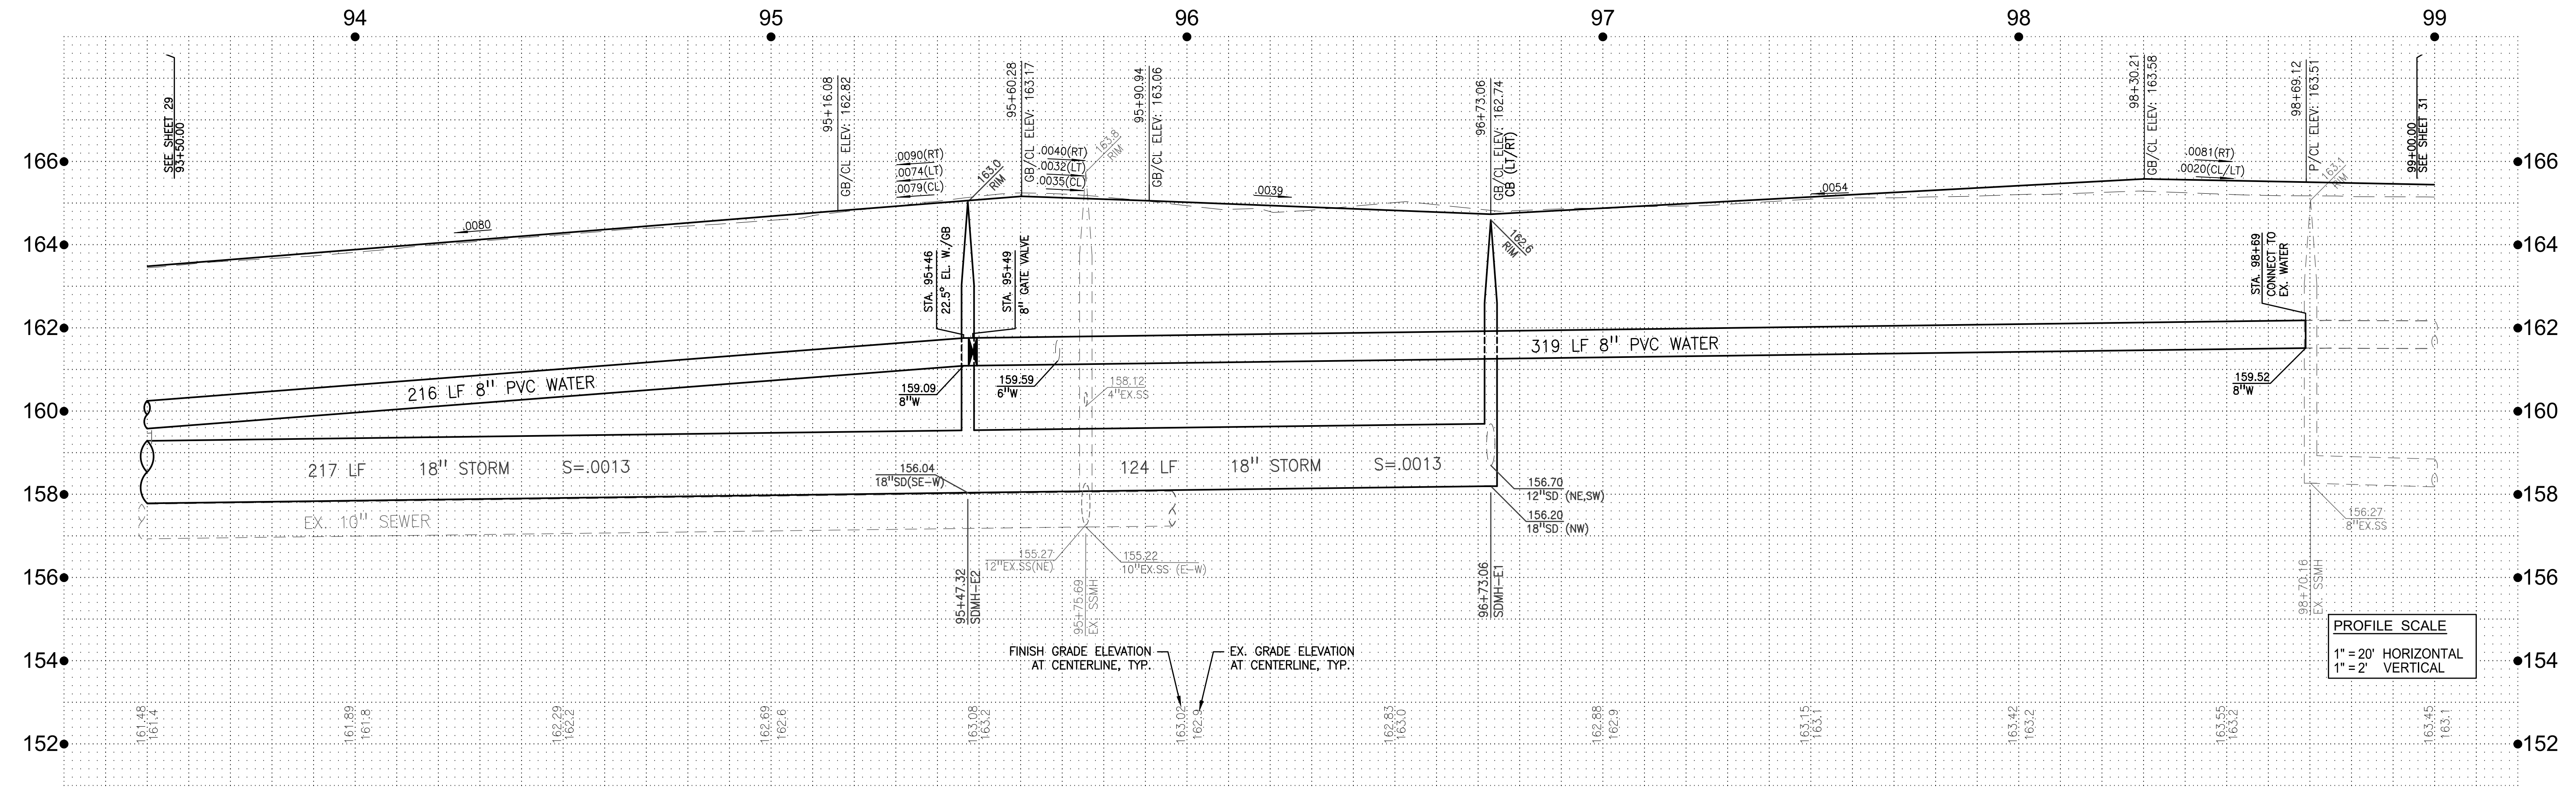 94
95
96
97
98
99
SEE SHEET 29
93+50.00
95+16.08
GB/CL ELEV: 162.82
95+60.28
GB/CL ELEV: 163.17
95+90.94
GB/CL ELEV: 163.06
96+73.06
GB/CL ELEV: 162.74
CB (LT/RT)
98+30.21
GB/CL ELEV: 163.58
98+69.12
P/CL ELEV: 163.51
99+00.00
SEE SHEET 31
166
166
164
164
162
162
160
160
158
158
156
156
154
154
152
152
.0080
.0090(RT)
.0074(LT)
.0079(CL)
163.0
RIM
.0040(RT)
.0032(LT)
.0035(CL)
163.8
RIM
.0039
162.6
RIM
.0054
.0081(RT)
.0020(CL/LT)
163.1
RIM
STA. 95+46
22.5° EL. W./GB
STA. 95+49
8" GATE VALVE
STA. 98+69
CONNECT TO
EX. WATER
216 LF 8" PVC WATER
319 LF 8" PVC WATER
159.09
8"W
159.59
6"W
158.12
4"EX.SS
159.52
8"W
217 LF 18" STORM S=.0013
124 LF 18" STORM S=.0013
156.04
18"SD(SE-W)
156.70
12"SD (NE,SW)
156.20
18"SD (NW)
EX. 10" SEWER
155.27
12"EX.SS(NE)
155.22
10"EX.SS (E-W)
156.27
8"EX.SS
95+47.32
SDMH-E2
95+75.69
EX. SSMH
96+73.06
SDMH-E1
98+70.16
EX. SSMH
FINISH GRADE ELEVATION
AT CENTERLINE, TYP.
EX. GRADE ELEVATION
AT CENTERLINE, TYP.
PROFILE SCALE
1" = 20' HORIZONTAL
1" = 2' VERTICAL
161.48
161.4
161.89
161.8
162.29
162.2
162.69
162.6
163.08
163.2
163.02
162.9
162.83
163.0
162.88
162.9
163.15
163.1
163.42
163.2
163.55
163.2
163.45
163.1